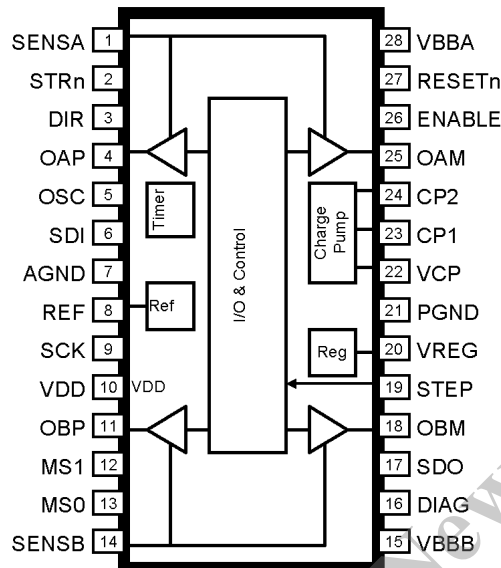 SENSA 1
STRn 2
DIR 3
OAP 4
OSC 5
SDI 6
AGND 7
REF 8
SCK 9
VDD 10 VDD
OBP 11
MS1 12
MS0 13
SENSB 14
Timer
Ref
I/O & Control
Charge
Pump
Reg
28 VBBA
27 RESETn
26 ENABLE
25 OAM
24 CP2
23 CP1
22 VCP
21 PGND
20 VREG
19 STEP
18 OBM
17 SDO
16 DIAG
15 VBBB
New